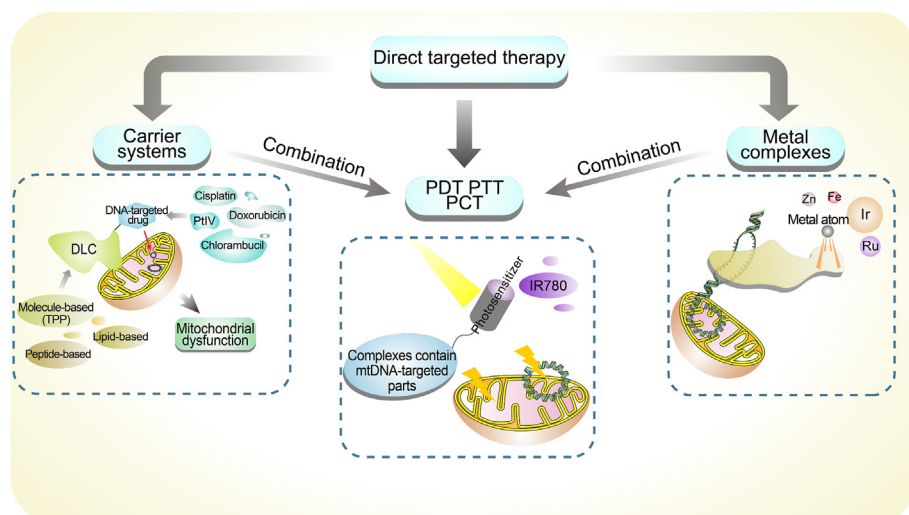 Direct targeted therapy
Carrier
systems
Combination
PDT PTT
PCT
Combination
Metal
complexes
Cisplatin
DNA-targeted
drug
PtIV
Doxorubicin
Chlorambucil
DLC
Molecule-based
(TPP)
Lipid-based
Peptide-based
Mitochondrial
dysfunction
Photosensitizer
IR780
Complexes contain
mtDNA-targeted
parts
Zn
Fe
Ir
Metal atom
Ru